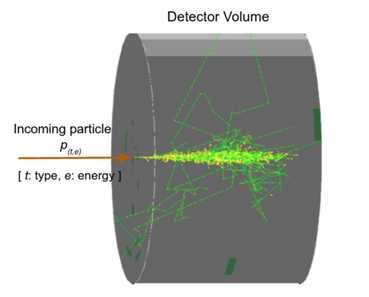 Detector Volume
Incoming particle
p(t,e)
[ t: type, e: energy ]